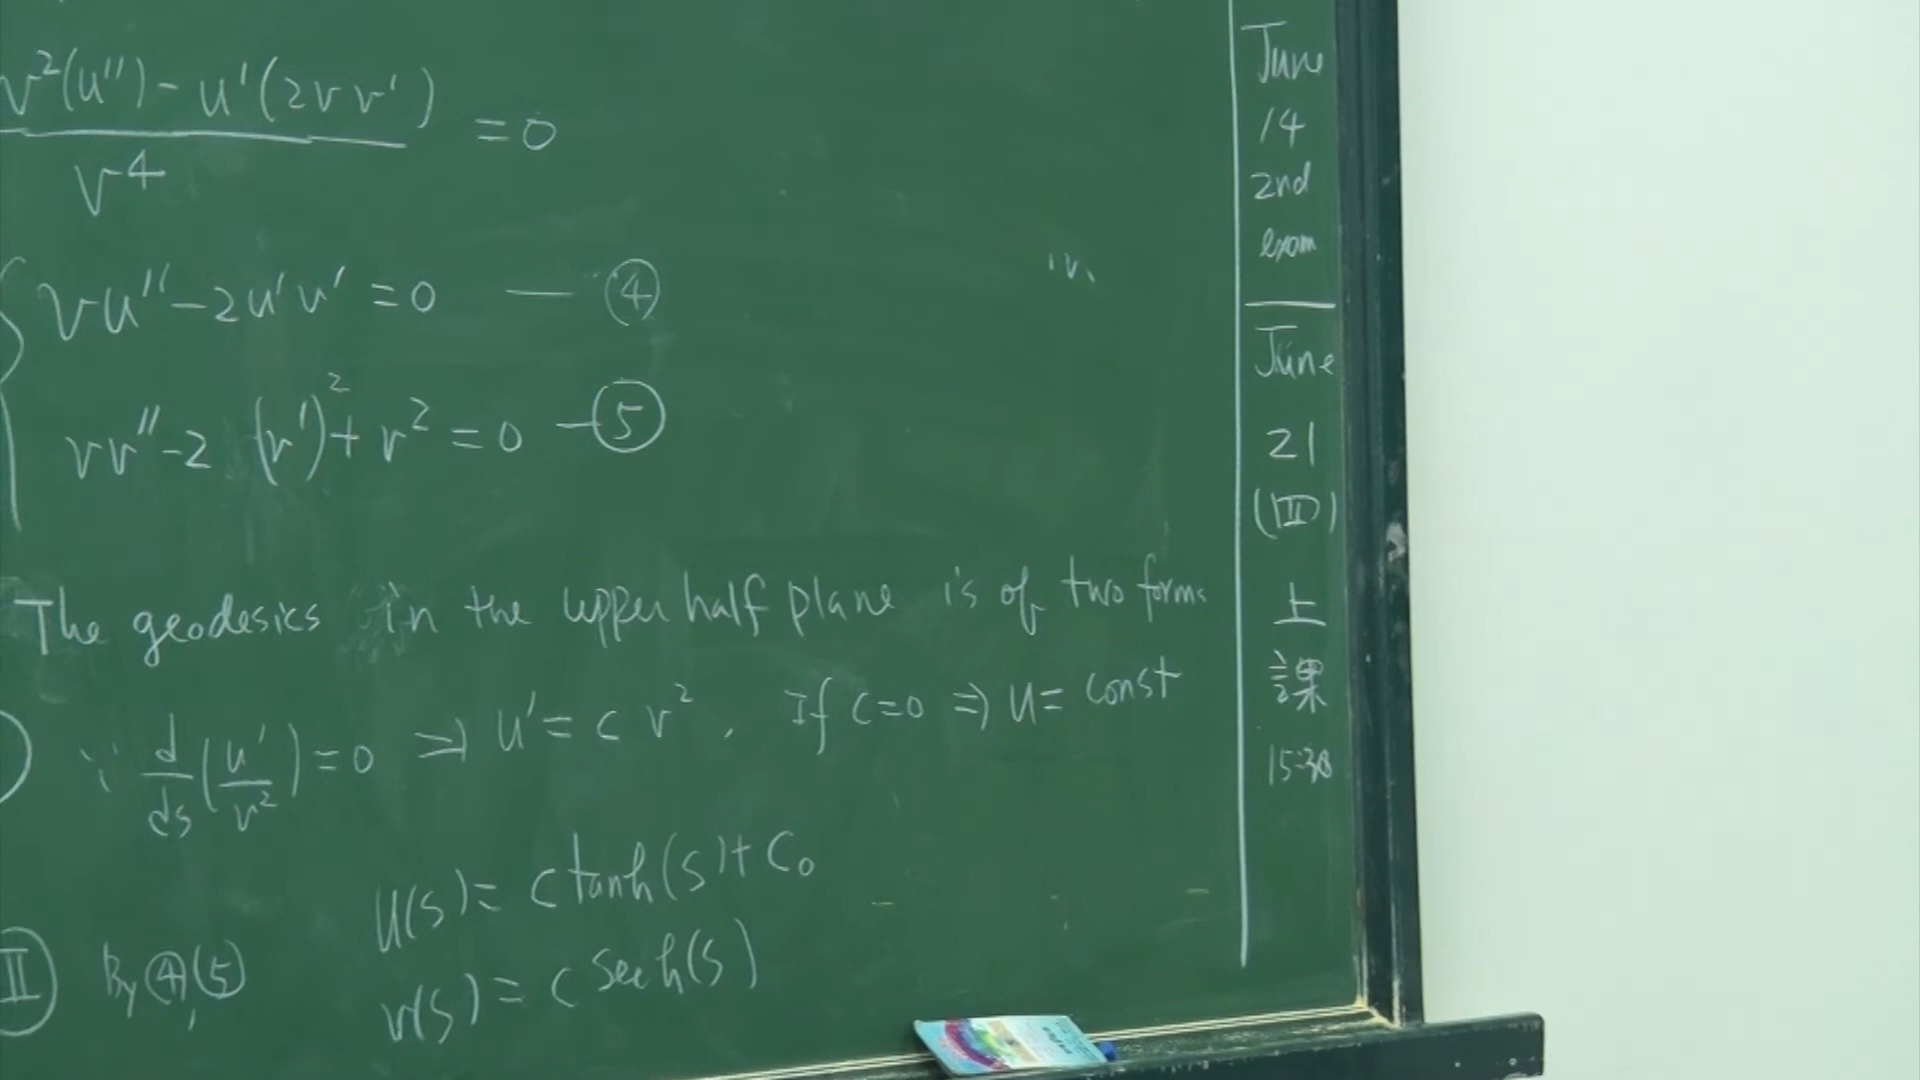 v²(u'') - u'(2vv')
v⁴
= 0
vu'' - 2u'v' = 0 — ④
vv'' - 2 (v')² + v² = 0 — ⑤
The geodesics in the upper half plane is of two forms
∵ d/ds (u'/v²) = 0 ⇒ u' = c v², If c=0 ⇒ u = const
u(s) = c tanh(s) + c₀
Ⅱ By ④,⑤
v(s) = c sech(s)
June
14
2nd
exam
June
21
(四)
上
課
15:30